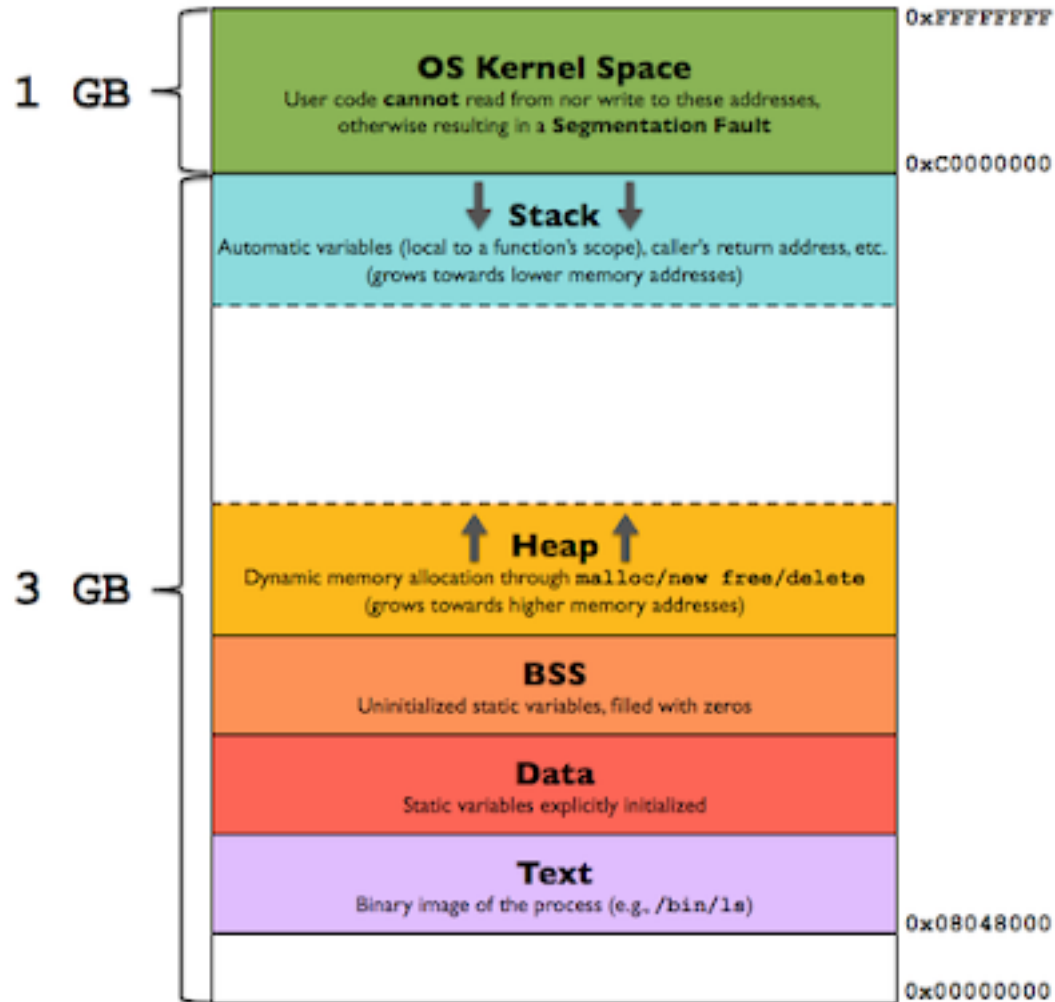 0xFFFFFFFF
OS Kernel Space
1 GB
User code cannot read from nor write to these addresses,
otherwise resulting in a Segmentation Fault
0xC0000000
Stack
Automatic variables (local to a function's scope), caller's return address, etc.
(grows towards lower memory addresses)
Heap
3 GB
Dynamic memory allocation through malloc/new free/delete
(grows towards higher memory addresses)
BSS
Uninitialized static variables, filled with zeros
Data
Static variables explicitly initialized
Text
Binary image of the process (e.g., /bin/ls)
0x08048000
0x00000000